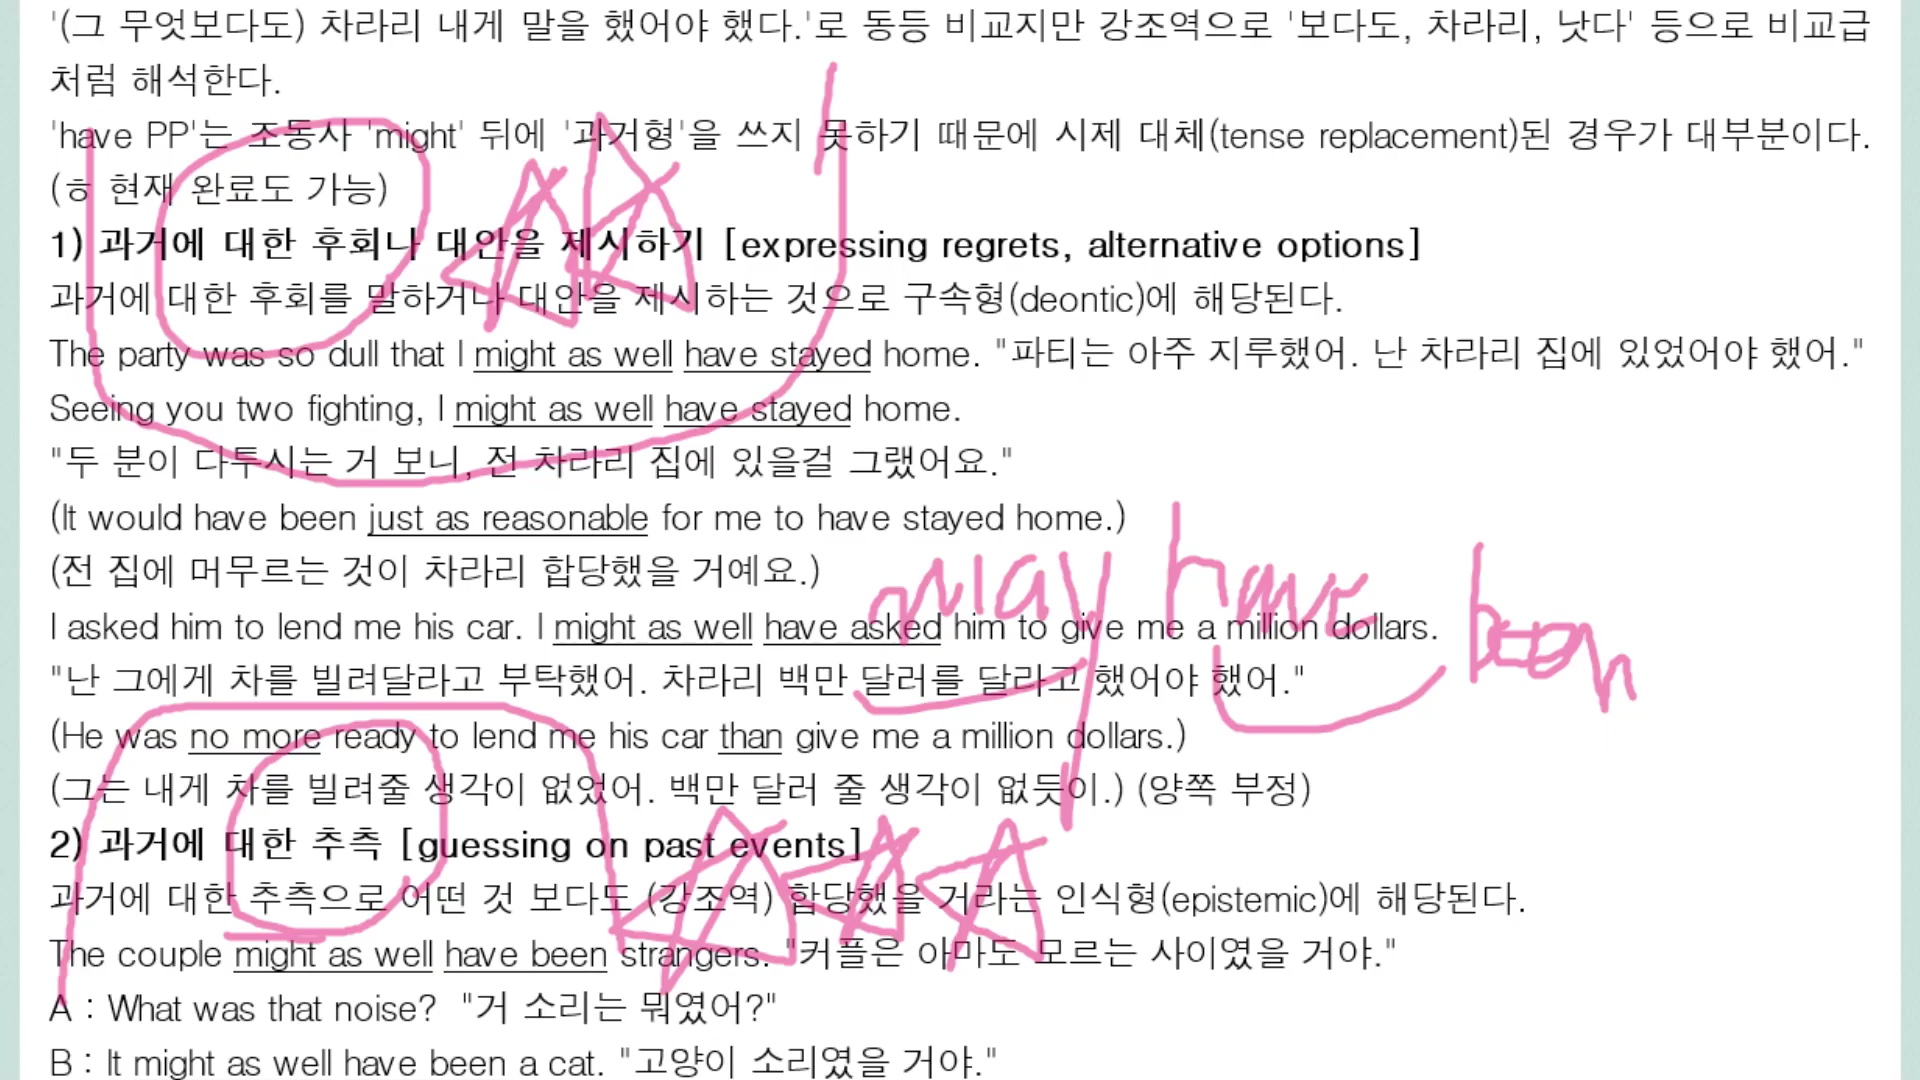 '(그 무엇보다도) 차라리 내게 말을 했어야 했다.'로 동등 비교지만 강조역으로 '보다도, 차라리, 낫다' 등으로 비교급
처럼 해석한다.
'have PP'는 조동사 'might' 뒤에 '과거형'을 쓰지 못하기 때문에 시제 대체(tense replacement)된 경우가 대부분이다.
(ㅎ 현재 완료도 가능)
1) 과거에 대한 후회나 대안을 제시하기 [expressing regrets, alternative options]
과거에 대한 후회를 말하거나 대안을 제시하는 것으로 구속형(deontic)에 해당된다.
The party was so dull that I might as well have stayed home. "파티는 아주 지루했어. 난 차라리 집에 있었어야 했어."
Seeing you two fighting, I might as well have stayed home.
"두 분이 다투시는 거 보니, 전 차라리 집에 있을걸 그랬어요."
(It would have been just as reasonable for me to have stayed home.)
(전 집에 머무르는 것이 차라리 합당했을 거예요.)
may have been
I asked him to lend me his car. I might as well have asked him to give me a million dollars.
"난 그에게 차를 빌려달라고 부탁했어. 차라리 백만 달러를 달라고 했어야 했어."
(He was no more ready to lend me his car than give me a million dollars.)
(그는 내게 차를 빌려줄 생각이 없었어. 백만 달러 줄 생각이 없듯이.) (양쪽 부정)
2) 과거에 대한 추측 [guessing on past events]
과거에 대한 추측으로 어떤 것 보다도 (강조역) 합당했을 거라는 인식형(epistemic)에 해당된다.
The couple might as well have been strangers. "커플은 아마도 모르는 사이였을 거야."
A : What was that noise? "거 소리는 뭐였어?"
B : It might as well have been a cat. "고양이 소리였을 거야."